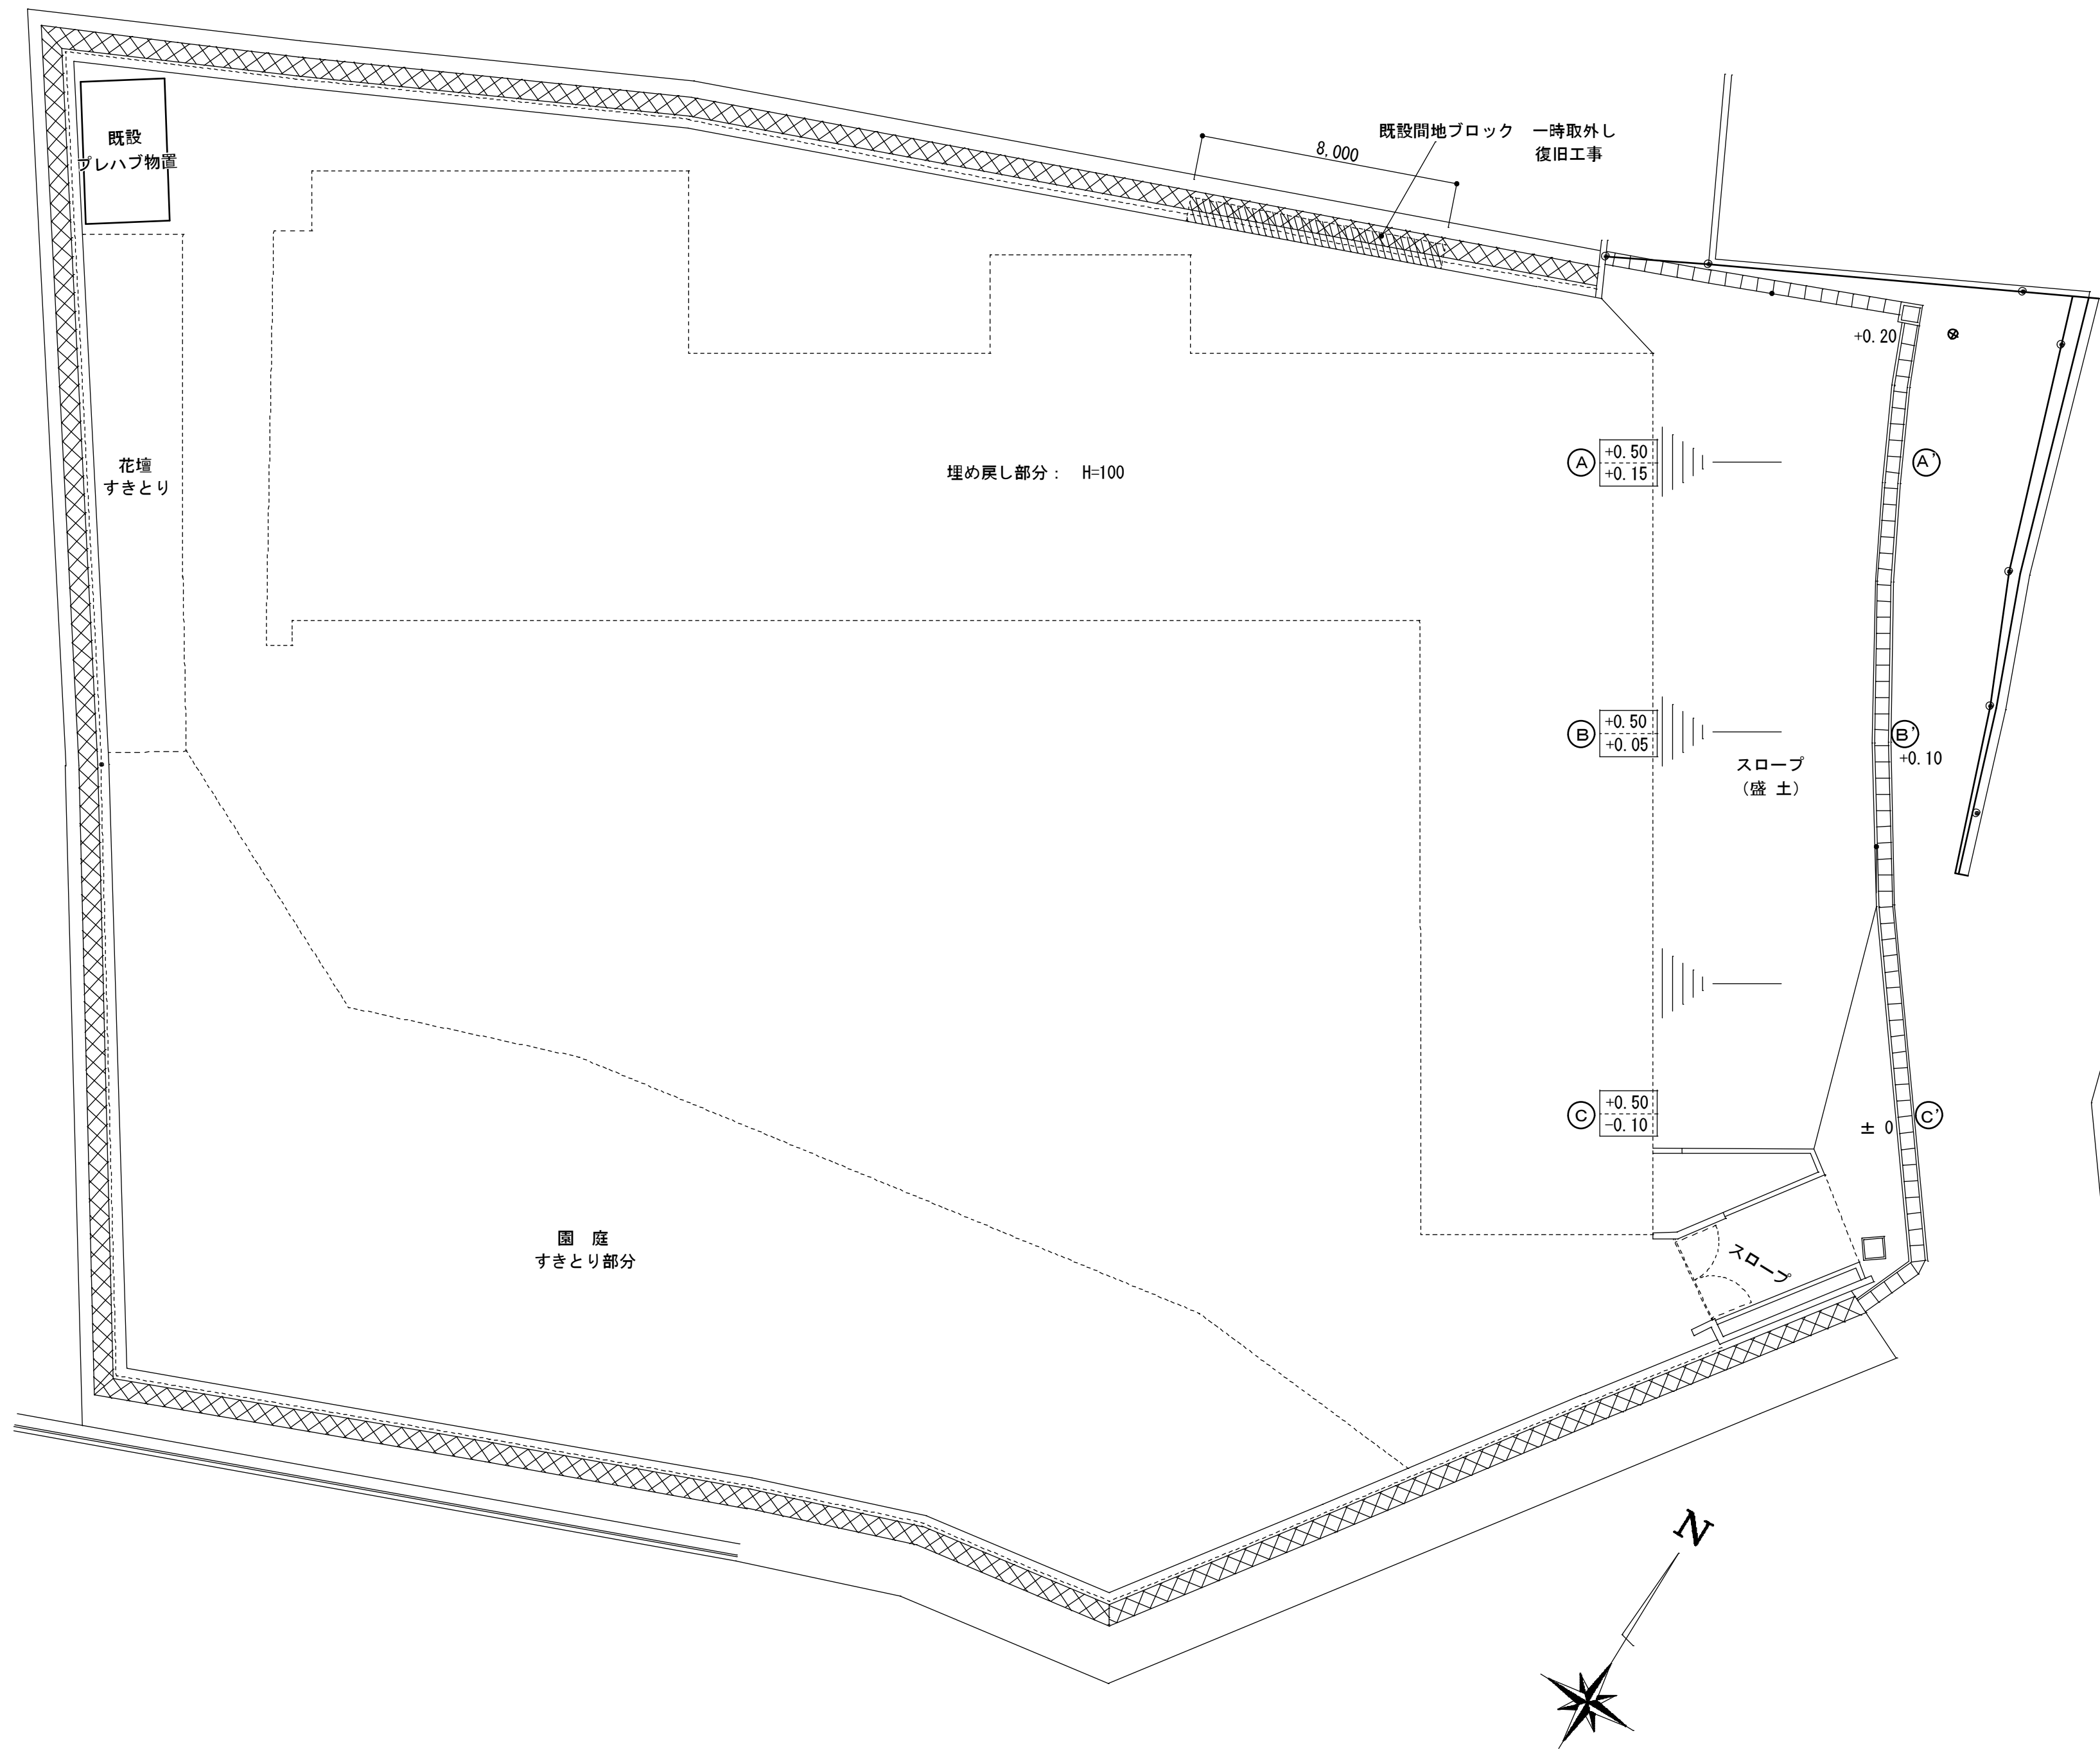 既設間地ブロック　一時取外し
復旧工事
8,000
既設
プレハブ物置
+0.20
花壇
すきとり
埋め戻し部分：　H=100
A
+0.50
+0.15
A'
B
+0.50
+0.05
B'
+0.10
スロープ
（盛 土）
C
+0.50
-0.10
C'
± 0
園　庭
すきとり部分
スロープ
N